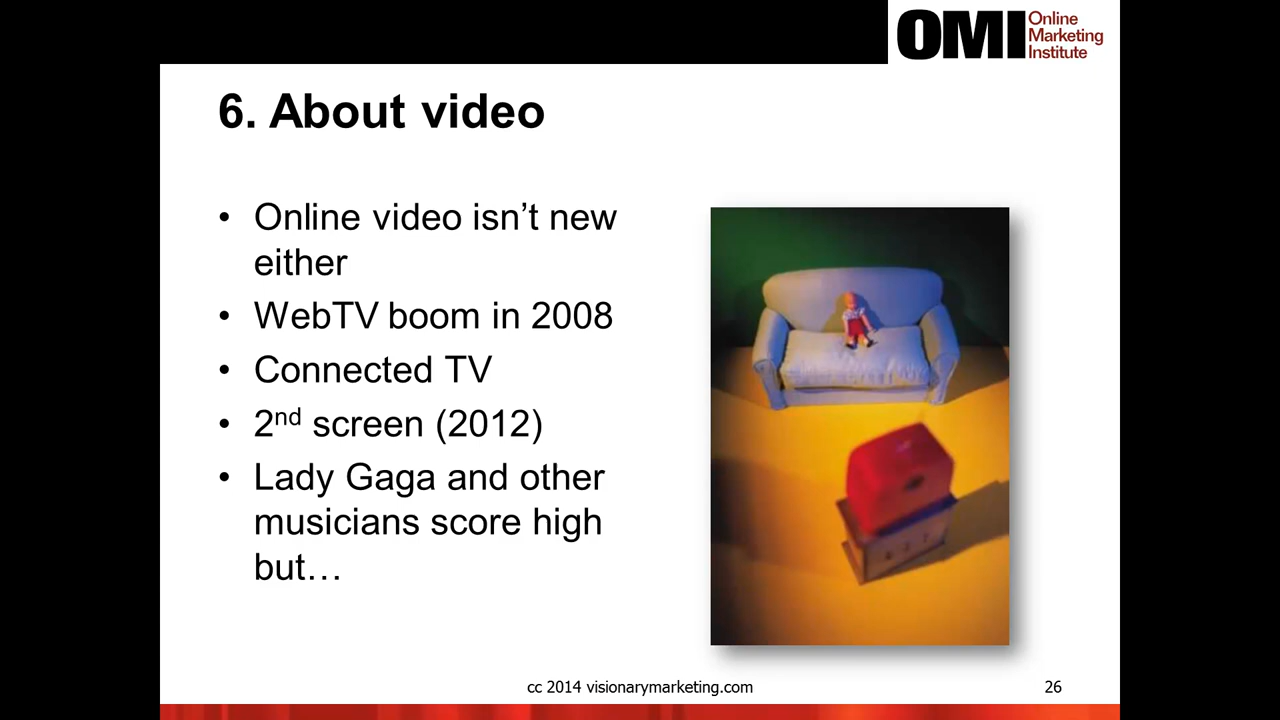 OMI Online
Marketing
Institute
6. About video
• Online video isn’t new
either
• WebTV boom in 2008
• Connected TV
• 2nd screen (2012)
• Lady Gaga and other
musicians score high
but…
cc 2014 visionarymarketing.com
26